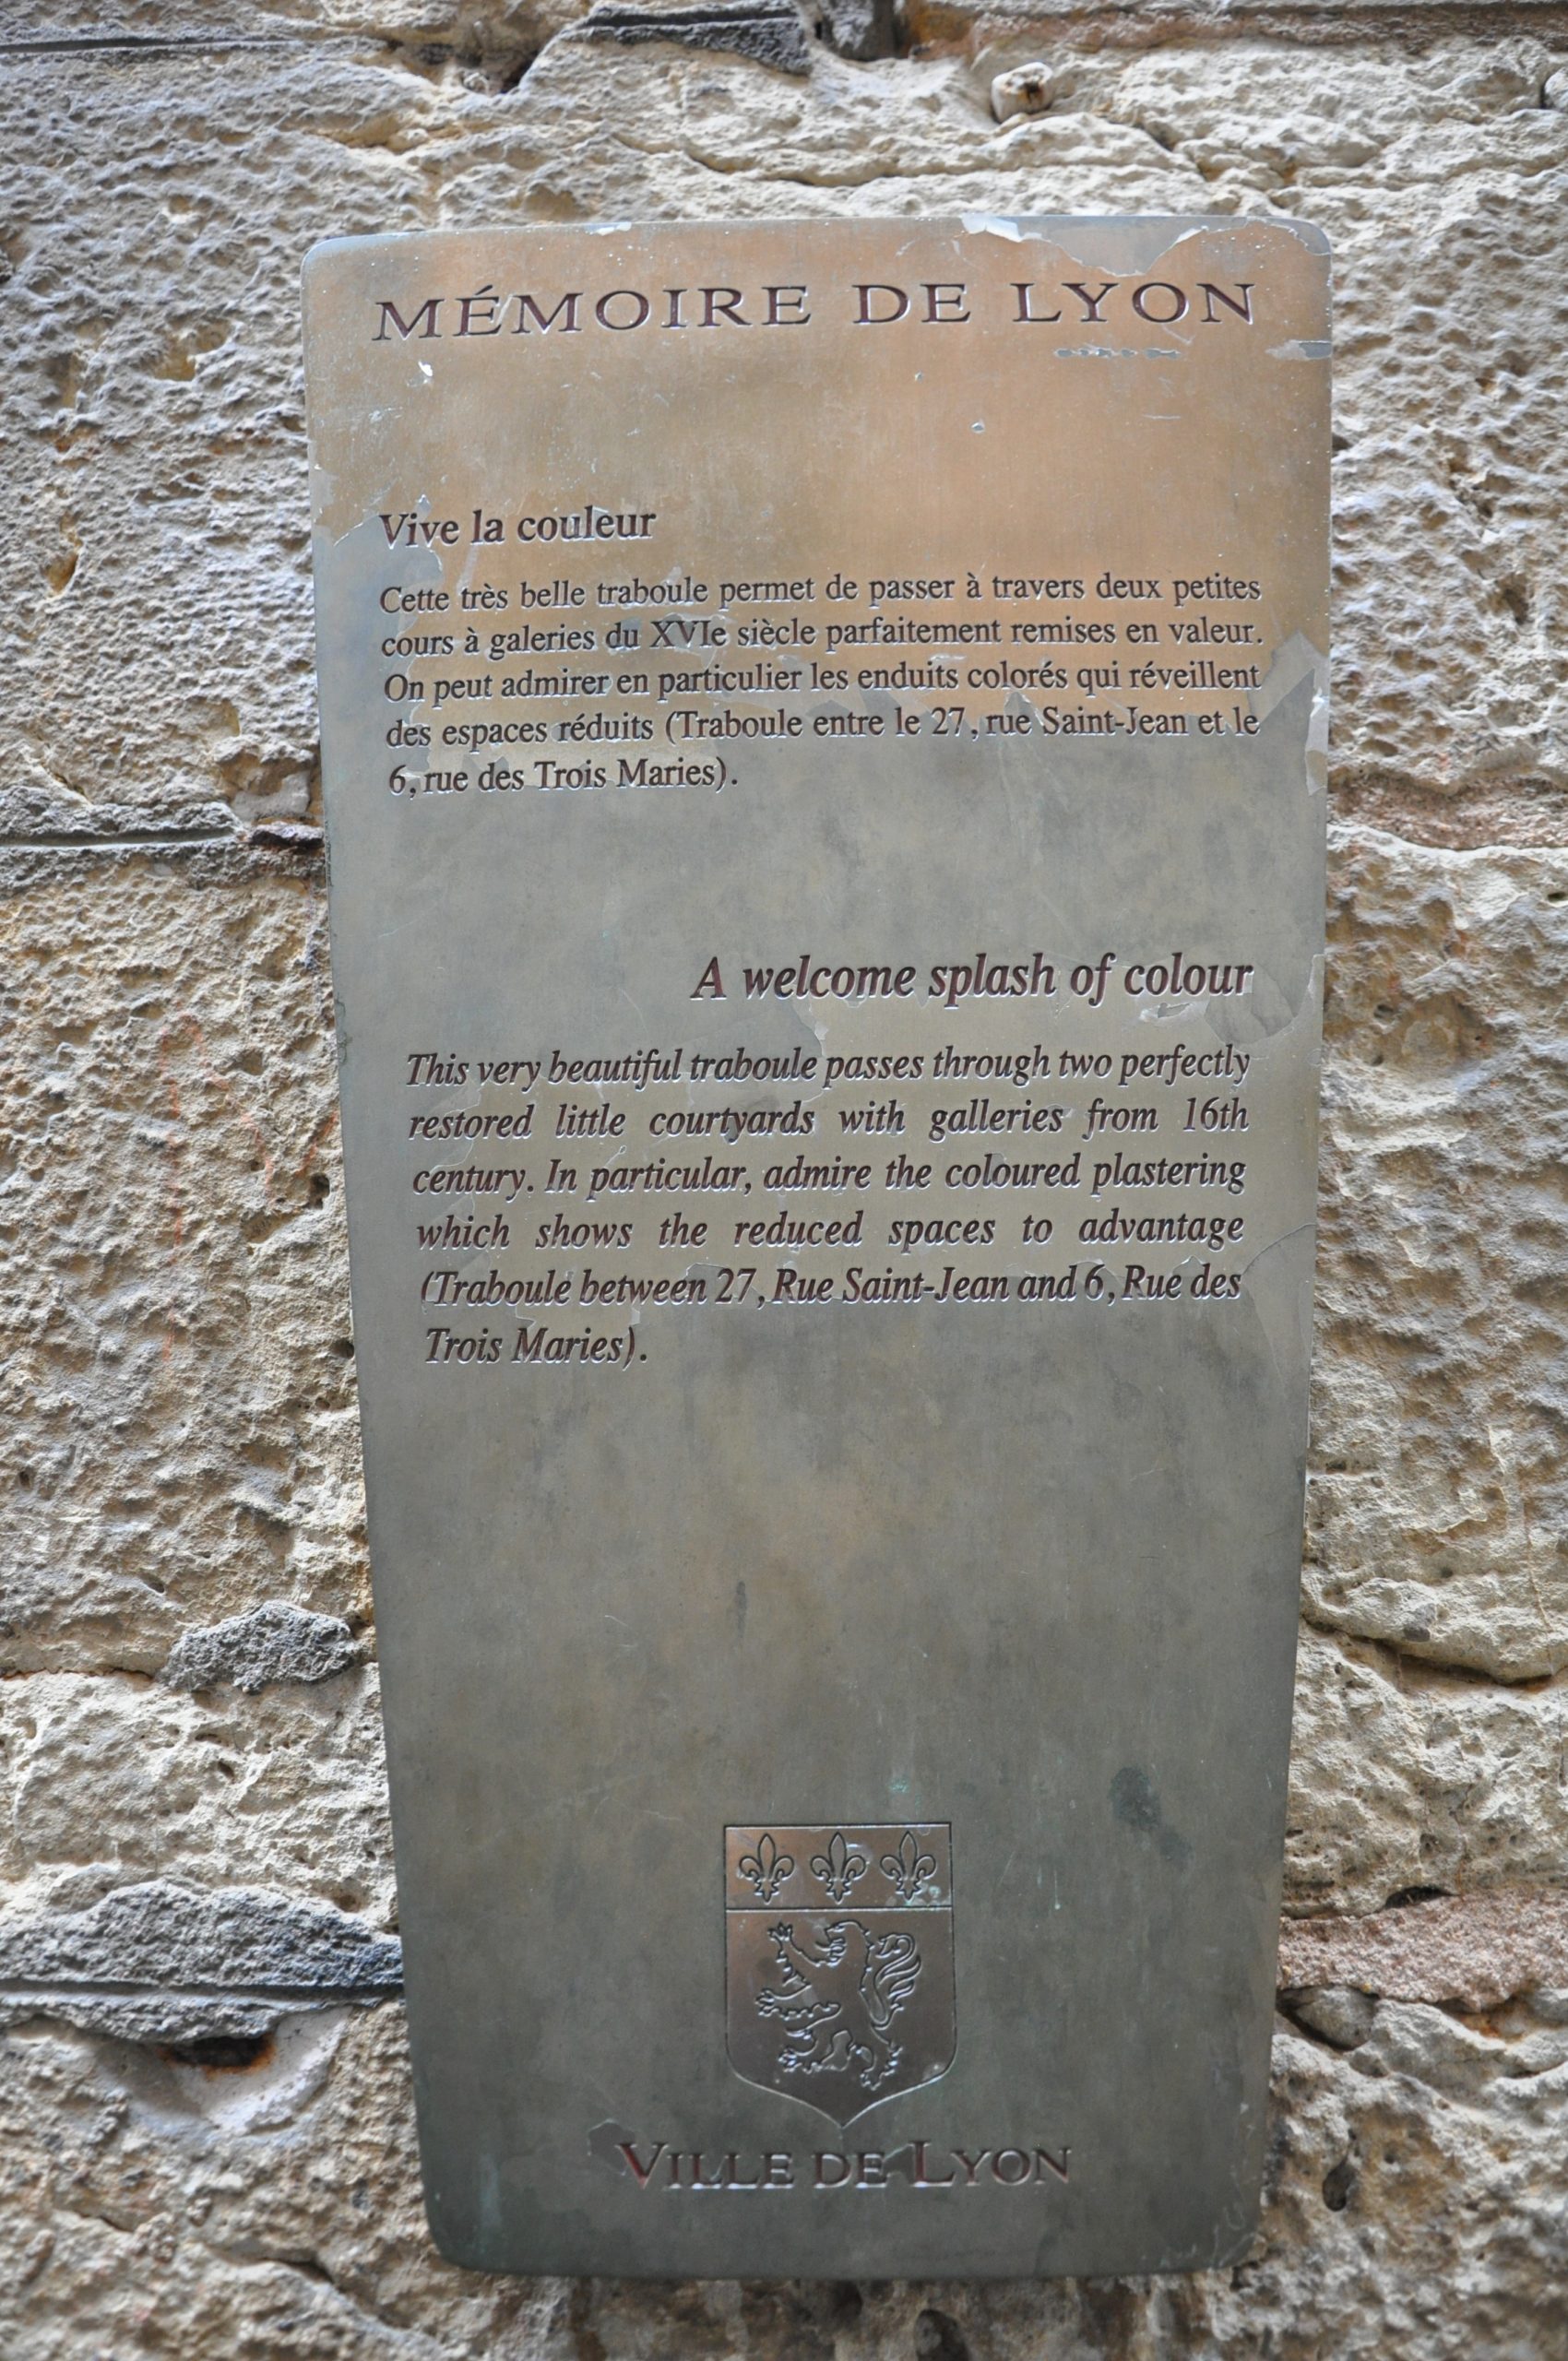 MÉMOIRE DE LYON
Vive la couleur
Cette très belle traboule permet de passer à travers deux petites
cours à galeries du XVIe siècle parfaitement remises en valeur.
On peut admirer en particulier les enduits colorés qui réveillent
des espaces réduits (Traboule entre le 27, rue Saint-Jean et le
6, rue des Trois Maries).
A welcome splash of colour
This very beautiful traboule passes through two perfectly
restored little courtyards with galleries from 16th
century. In particular, admire the coloured plastering
which shows the reduced spaces to advantage
(Traboule between 27, Rue Saint-Jean and 6, Rue des
Trois Maries).
VILLE DE LYON